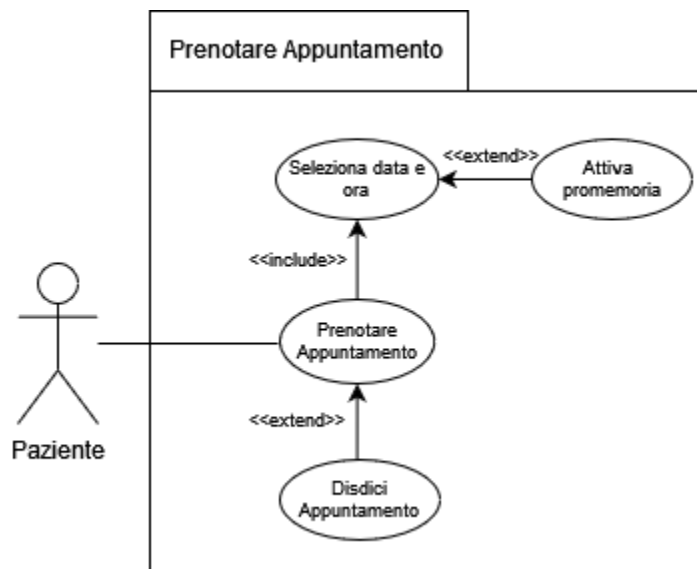 Prenotare Appuntamento
Seleziona data e
ora
<<extend>>
Attiva
promemoria
<<include>>
Prenotare
Appuntamento
Paziente
<<extend>>
Disdici
Appuntamento